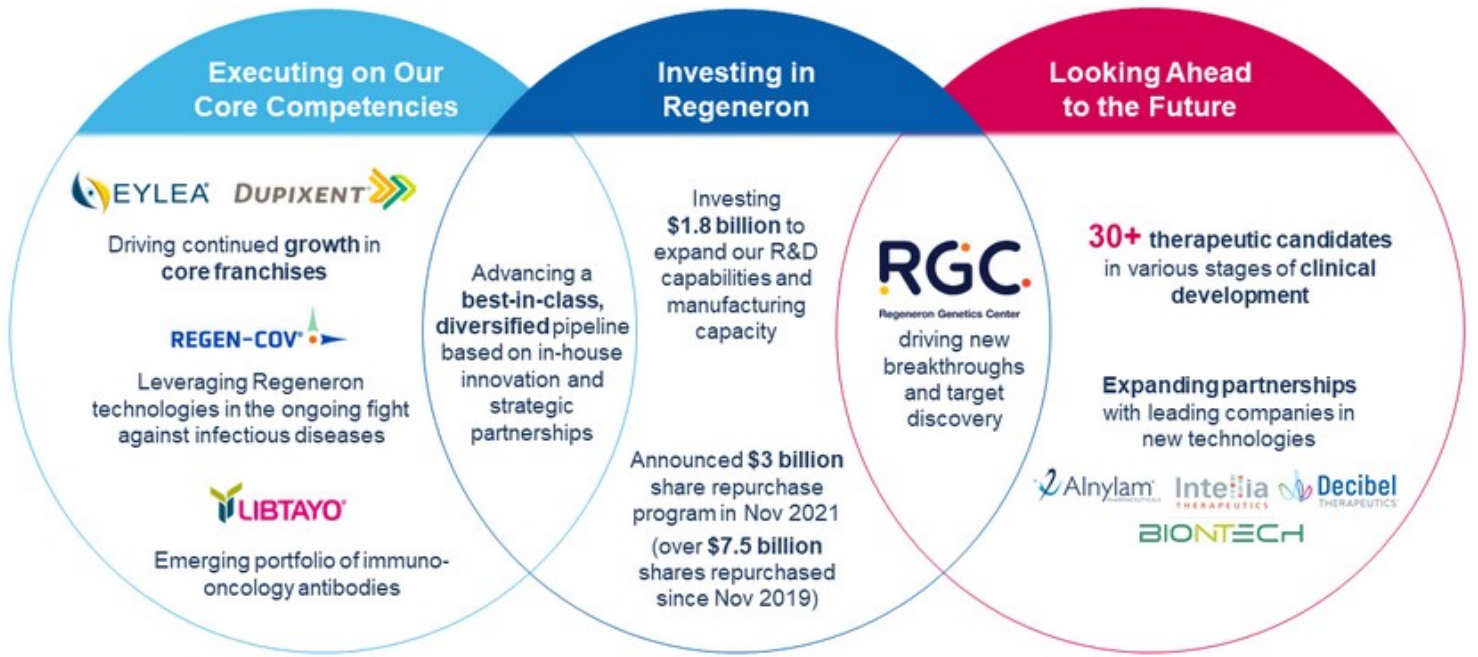 Executing on Our
Core Competencies
EYLEA®
DUPIXENT®
Driving continued growth in
core franchises
REGEN-COV®
Leveraging Regeneron
technologies in the ongoing fight
against infectious diseases
LIBTAYO®
Emerging portfolio of immuno-
oncology antibodies
Advancing a
best-in-class,
diversified pipeline
based on in-house
innovation and
strategic
partnerships
Investing in
Regeneron
Investing
$1.8 billion to
expand our R&D
capabilities and
manufacturing
capacity
Announced $3 billion
share repurchase
program in Nov 2021
(over $7.5 billion
shares repurchased
since Nov 2019)
RGC
Regeneron Genetics Center
driving new
breakthroughs
and target
discovery
Looking Ahead
to the Future
30+ therapeutic candidates
in various stages of clinical
development
Expanding partnerships
with leading companies in
new technologies
Alnylam®
PHARMACEUTICALS
Intellia
THERAPEUTICS
Decibel
THERAPEUTICS
BIONTECH